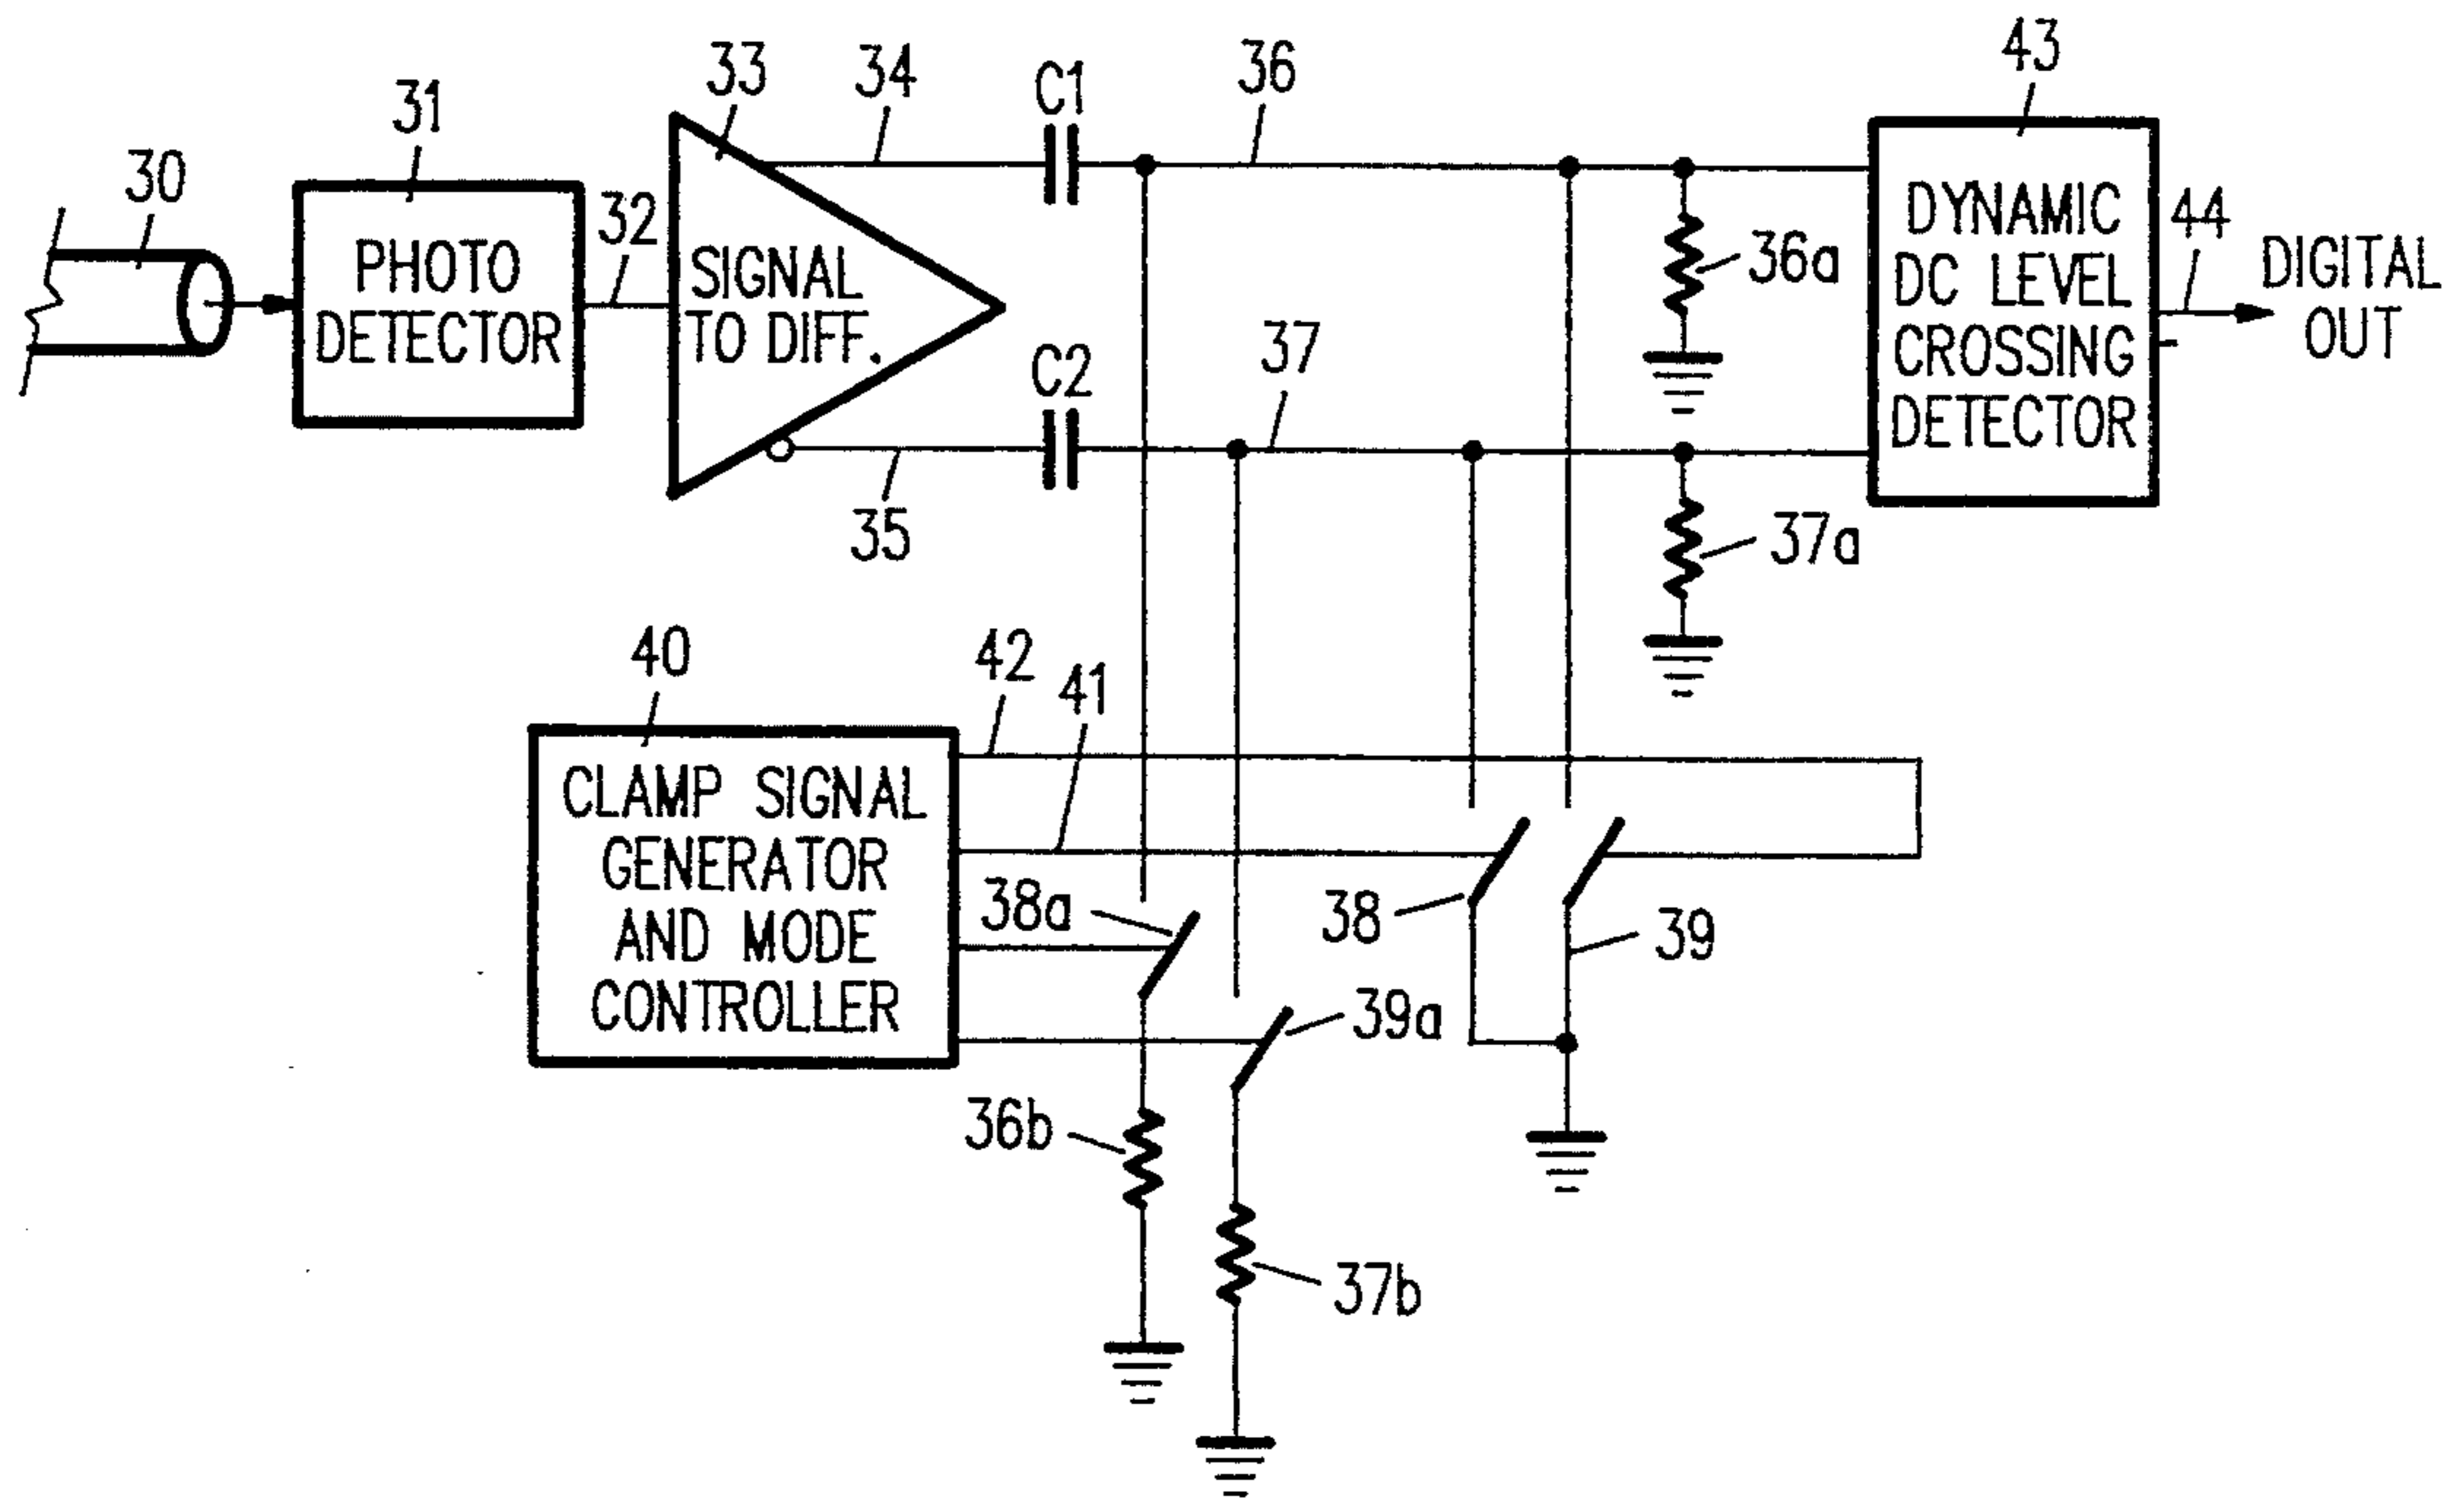 30
31
PHOTO
DETECTOR
32
33
SIGNAL
TO DIFF.
34
C1
36
35
C2
37
36a
37a
43
DYNAMIC
DC LEVEL
CROSSING
DETECTOR
44
DIGITAL
OUT
40
CLAMP SIGNAL
GENERATOR
AND MODE
CONTROLLER
42
41
38a
39a
38
39
36b
37b